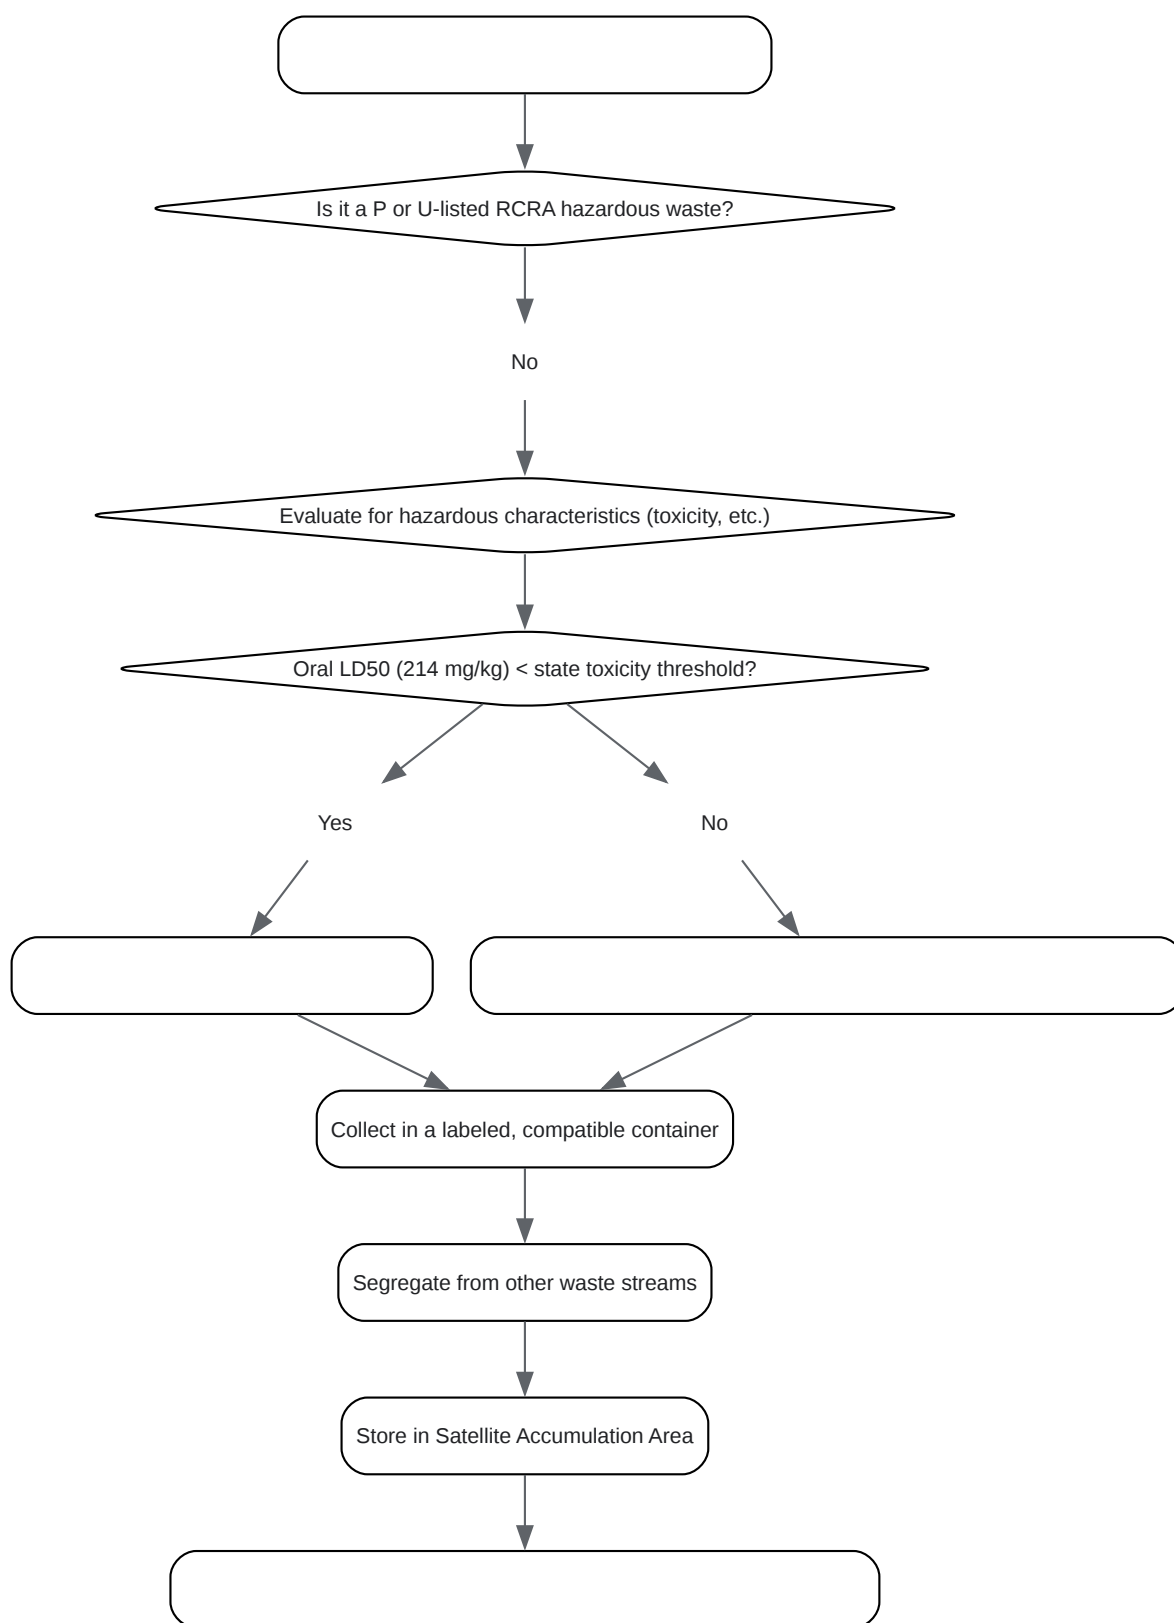 Is it a P or U-listed RCRA hazardous waste?
No
Evaluate for hazardous characteristics (toxicity, etc.)
Oral LD50 (214 mg/kg) < state toxicity threshold?
Yes
No
Collect in a labeled, compatible container
Segregate from other waste streams
Store in Satellite Accumulation Area